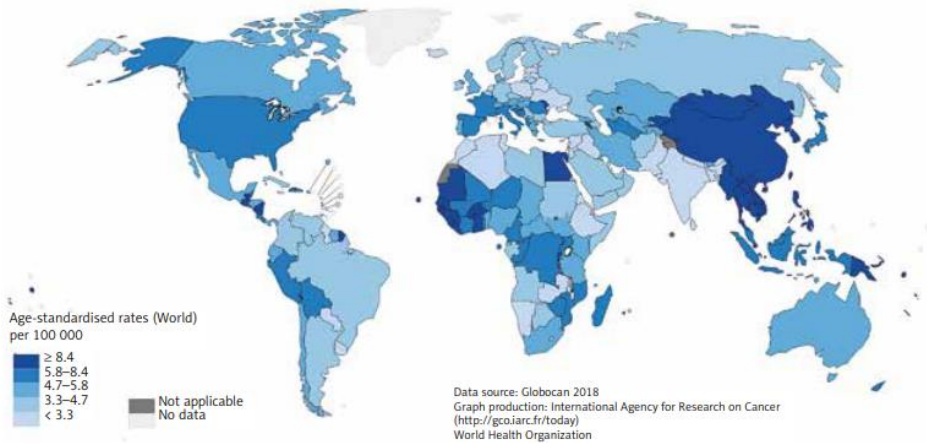 Age-standardised rates (World)
per 100 000
≥ 8.4
5.8–8.4
4.7–5.8
3.3–4.7
< 3.3
Not applicable
No data
Data source: Globocan 2018
Graph production: International Agency for Research on Cancer
(http://gco.iarc.fr/today)
World Health Organization